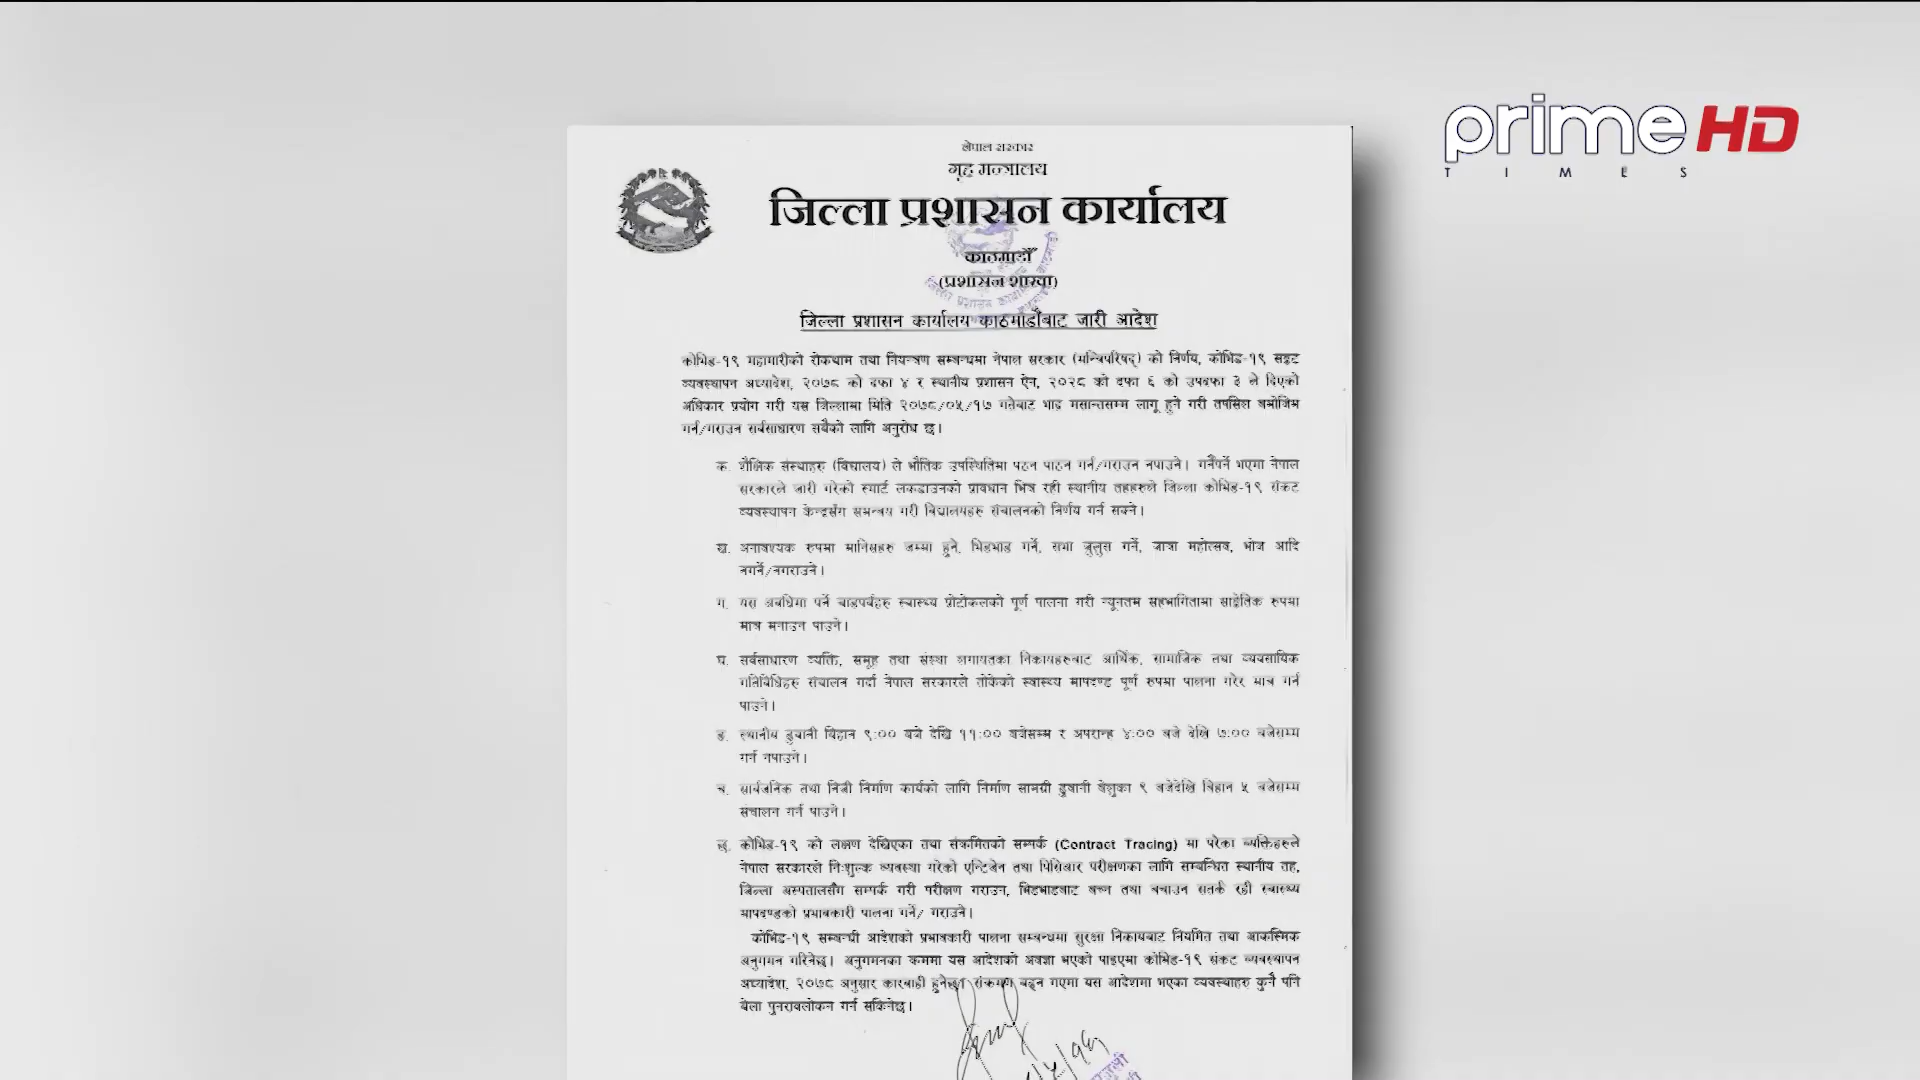 prime HD
TIMES
नेपाल सरकार
गृह मन्त्रालय
जिल्ला प्रशासन कार्यालय
काठमाडौँ
(प्रशासन शाखा)
जिल्ला प्रशासन कार्यालय काठमाडौंबाट जारी आदेश
कोभिड-१९ महामारीको रोकथाम तथा नियन्त्रण सम्बन्धमा नेपाल सरकार (मन्त्रिपरिषद्) को निर्णय, कोभिड-१९ सङ्कट
व्यवस्थापन अध्यादेश, २०७८ को दफा ४ र स्थानीय प्रशासन ऐन, २०२८ को दफा ६ को उपदफा ३ ले दिएको
अधिकार प्रयोग गरी यस जिल्लामा मिति २०७८/०५/१७ गतेबाट भाद्र मसान्तसम्म लागू हुने गरी तपसिल बमोजिम
गर्न/गराउन सर्वसाधारण सबैको लागि अनुरोध छ।
क. शैक्षिक संस्थाहरु (विद्यालय) ले भौतिक उपस्थितिमा पठन पाठन गर्न/गराउन नपाउने। गर्नैपर्ने भएमा नेपाल
सरकारले जारी गरेको स्मार्ट लकडाउनको प्रावधान भित्र रही स्थानीय तहहरुले जिल्ला कोभिड-१९ संकट
व्यवस्थापन केन्द्रसँग समन्वय गरी विद्यालयहरु संचालनको निर्णय गर्न सक्ने।
ख. अनावश्यक रुपमा मानिसहरु जम्मा हुने, भिडभाड गर्ने, सभा जुलुस गर्ने, जात्रा महोत्सव, भोज आदि
नगर्ने/नगराउने।
ग. यस अवधिमा पर्ने चाडपर्वहरु स्वास्थ्य प्रोटोकलको पूर्ण पालना गरी न्यूनतम सहभागितामा साङ्केतिक रुपमा
मात्र मनाउन पाउने।
घ. सर्वसाधारण व्यक्ति, समूह तथा संस्था लगायतका निकायहरुबाट आर्थिक, सामाजिक तथा व्यवसायिक
गतिविधिहरु संचालन गर्दा नेपाल सरकारले तोकेको स्वास्थ्य मापदण्ड पूर्ण रुपमा पालना गरेर मात्र गर्न
पाउने।
ङ. स्थानीय ढुवानी बिहान ९:०० बजे देखि ११:०० बजेसम्म र अपरान्ह ४:०० बजे देखि ७:०० बजेसम्म
गर्न नपाउने।
च. सार्वजनिक तथा निजी निर्माण कार्यको लागि निर्माण सामग्री ढुवानी बेलुका ९ बजेदेखि बिहान ५ बजेसम्म
संचालन गर्न पाउने।
छ. कोभिड-१९ को लक्षण देखिएका तथा संक्रमितको सम्पर्क (Contract Tracing) मा परेका व्यक्तिहरुले
नेपाल सरकारले निःशुल्क व्यवस्था गरेको एन्टिजेन तथा पिसिआर परीक्षणका लागि सम्बन्धित स्थानीय तह,
जिल्ला अस्पतालसँग सम्पर्क गरी परीक्षण गराउन, भिडभाडबाट बच्न तथा बचाउन सतर्क रही स्वास्थ्य
मापदण्डको प्रभावकारी पालना गर्ने/ गराउने।
कोभिड-१९ सम्बन्धी आदेशको प्रभावकारी पालना सम्बन्धमा सुरक्षा निकायबाट नियमित तथा आकस्मिक
अनुगमन गरिनेछ। अनुगमनका क्रममा यस आदेशको अवज्ञा भएको पाइएमा कोभिड-१९ संकट व्यवस्थापन
अध्यादेश, २०७८ अनुसार कारबाही हुनेछ। संक्रमण बढ्न गएमा यस आदेशमा भएका व्यवस्थाहरु कुनै पनि
बेला पुनरावलोकन गर्न सकिनेछ।